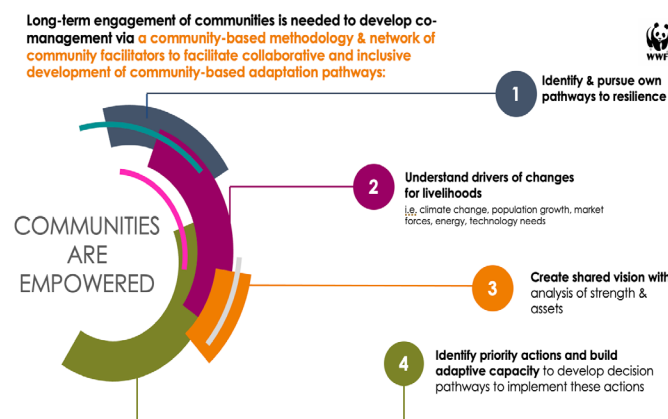 Long-term engagement of communities is needed to develop co-
management via a community-based methodology & network of
community facilitators to facilitate collaborative and inclusive
development of community-based adaptation pathways:
WWF
1
Identify & pursue own
pathways to resilience
2
Understand drivers of changes
for livelihoods
i.e. climate change, population growth, market
forces, energy, technology needs
COMMUNITIES
ARE
EMPOWERED
3
Create shared vision with
analysis of strength &
assets
4
Identify priority actions and build
adaptive capacity to develop decision
pathways to implement these actions